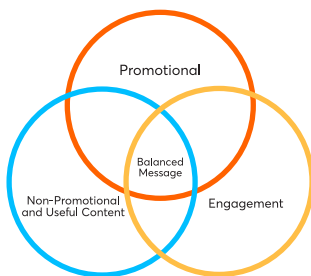 Promotional
Balanced
Message
Non-Promotional
and Useful Content
Engagement